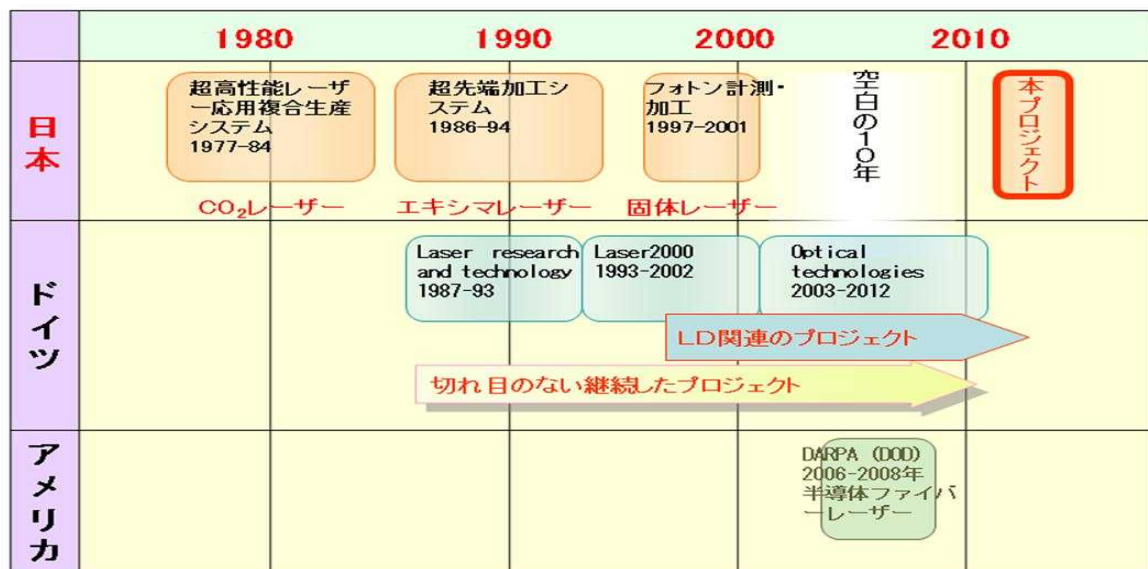 1980 1990 2000 2010
日本
超高性能レーザ
ー応用複合生産
システム
1977-84
超先端加工シ
ステム
1986-94
フォトン計測・
加工
1997-2001
空白の10年
本プロジェクト
CO₂レーザー
エキシマレーザー
固体レーザー
ドイツ
Laser research
and technology
1987-93
Laser2000
1993-2002
Optical
technologies
2003-2012
LD関連のプロジェクト
切れ目のない継続したプロジェクト
アメリカ
DARPA (DOD)
2006-2008年
半導体ファイバ
ーレーザー